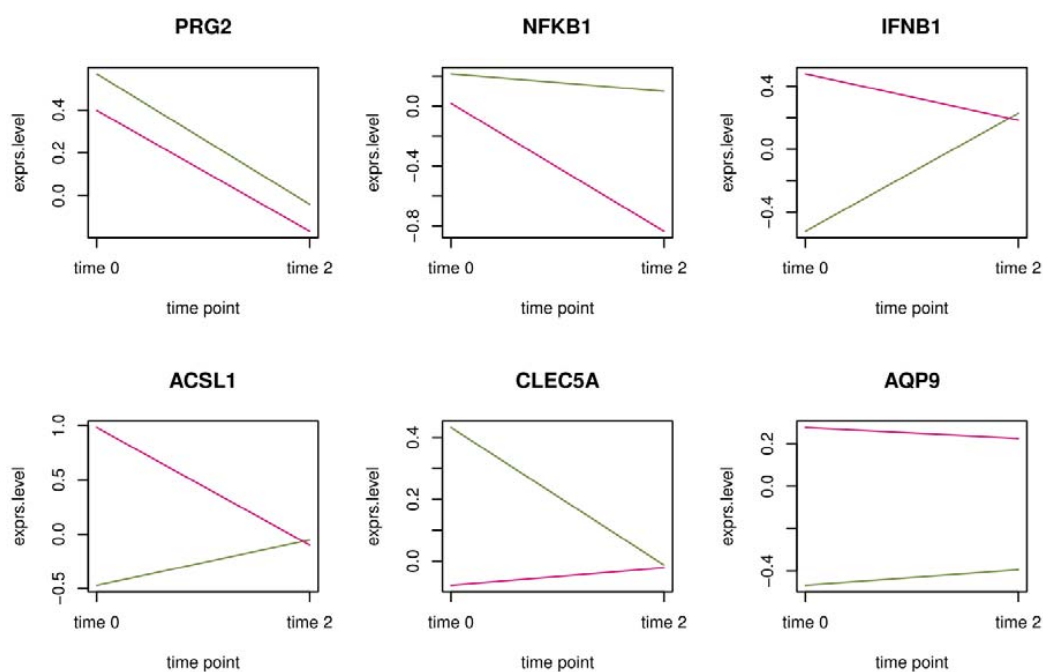 PRG2
NFKB1
IFNB1
exprs.level
0.4
0.2
0.0
time 0
time 2
time point
exprs.level
0.0
−0.4
−0.8
time 0
time 2
time point
exprs.level
0.4
0.0
−0.4
time 0
time 2
time point
ACSL1
CLEC5A
AQP9
exprs.level
1.0
0.5
0.0
−0.5
time 0
time 2
time point
exprs.level
0.4
0.2
0.0
time 0
time 2
time point
exprs.level
0.2
0.0
−0.4
time 0
time 2
time point